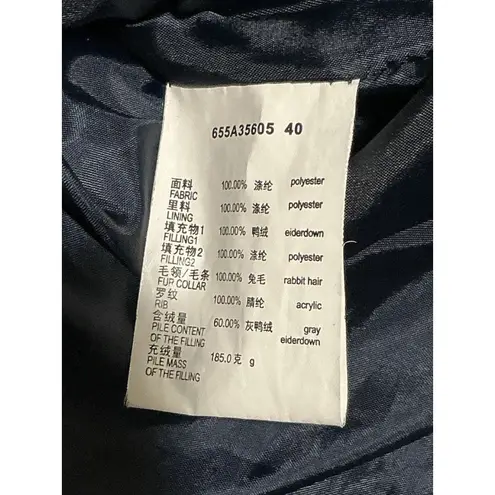 655A35605 40
面料 100.00% 涤纶 polyester
FABRIC
里料 100.00% 涤纶 polyester
LINING
填充物1 100.00% 鸭绒 eiderdown
FILLING1
填充物2 100.00% 涤纶 polyester
FILLING2
毛领/毛条 100.00% 兔毛 rabbit hair
FUR COLLAR
罗纹 100.00% 腈纶 acrylic
RIB
含绒量 60.00% 灰鸭绒 gray
PILE CONTENT eiderdown
OF THE FILLING
充绒量 185.0 克 g
PILE MASS
OF THE FILLING